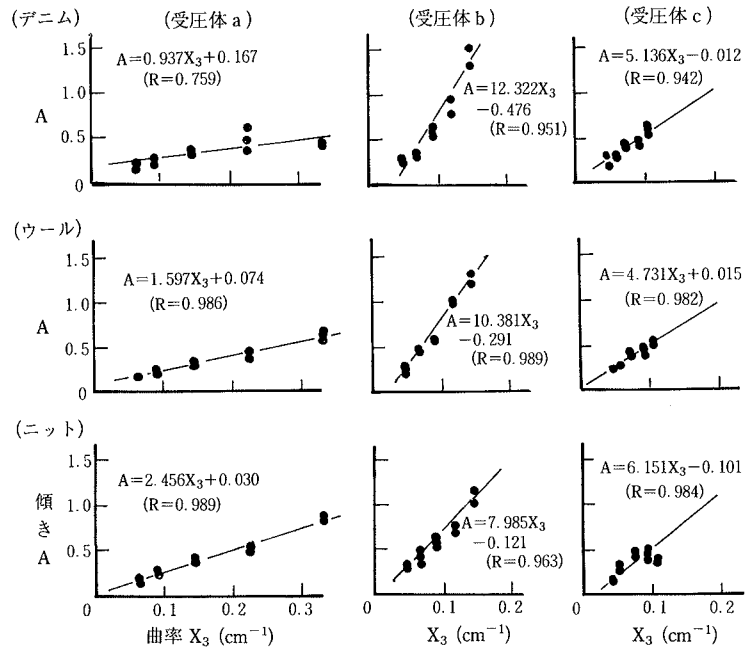 (デニム)
(受圧体 a)
(受圧体 b)
(受圧体 c)
1.5
1.0
A
0.5
0
A=0.937X₃+0.167
(R=0.759)
A=12.322X₃
-0.476
(R=0.951)
A=5.136X₃-0.012
(R=0.942)
(ウール)
1.5
1.0
A
0.5
0
A=1.597X₃+0.074
(R=0.986)
A=10.381X₃
-0.291
(R=0.989)
A=4.731X₃+0.015
(R=0.982)
(ニット)
1.5
1.0
傾き A
0.5
A=2.456X₃+0.030
(R=0.989)
A=7.985X₃
-0.121
(R=0.963)
A=6.151X₃-0.101
(R=0.984)
0 0.1 0.2 0.3
0 0.1 0.2
0 0.1 0.2
曲率 X₃ (cm⁻¹)
X₃ (cm⁻¹)
X₃ (cm⁻¹)